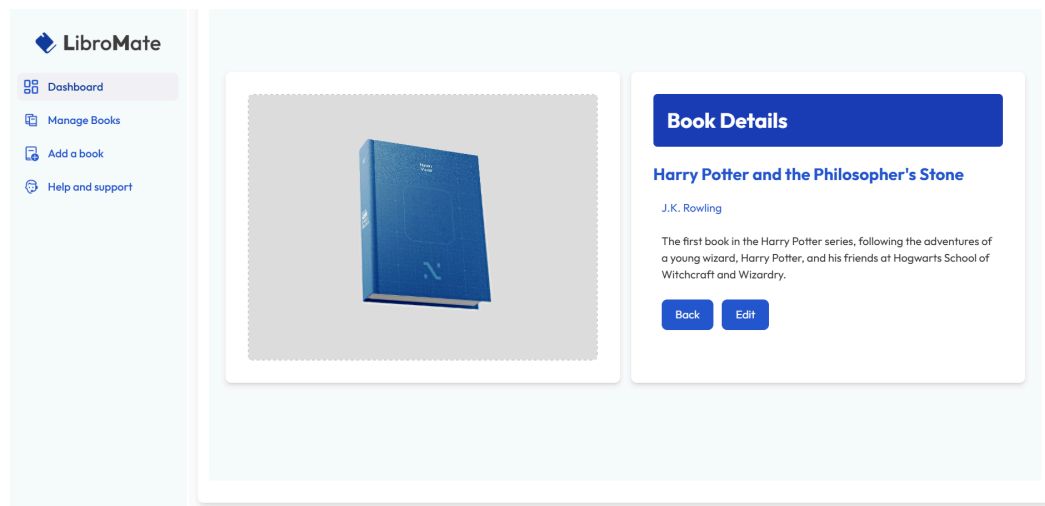 LibroMate
Dashboard
Manage Books
Add a book
Help and support
Book Details
Harry Potter and the Philosopher's Stone
J.K. Rowling
The first book in the Harry Potter series, following the adventures of
a young wizard, Harry Potter, and his friends at Hogwarts School of
Witchcraft and Wizardry.
Back
Edit